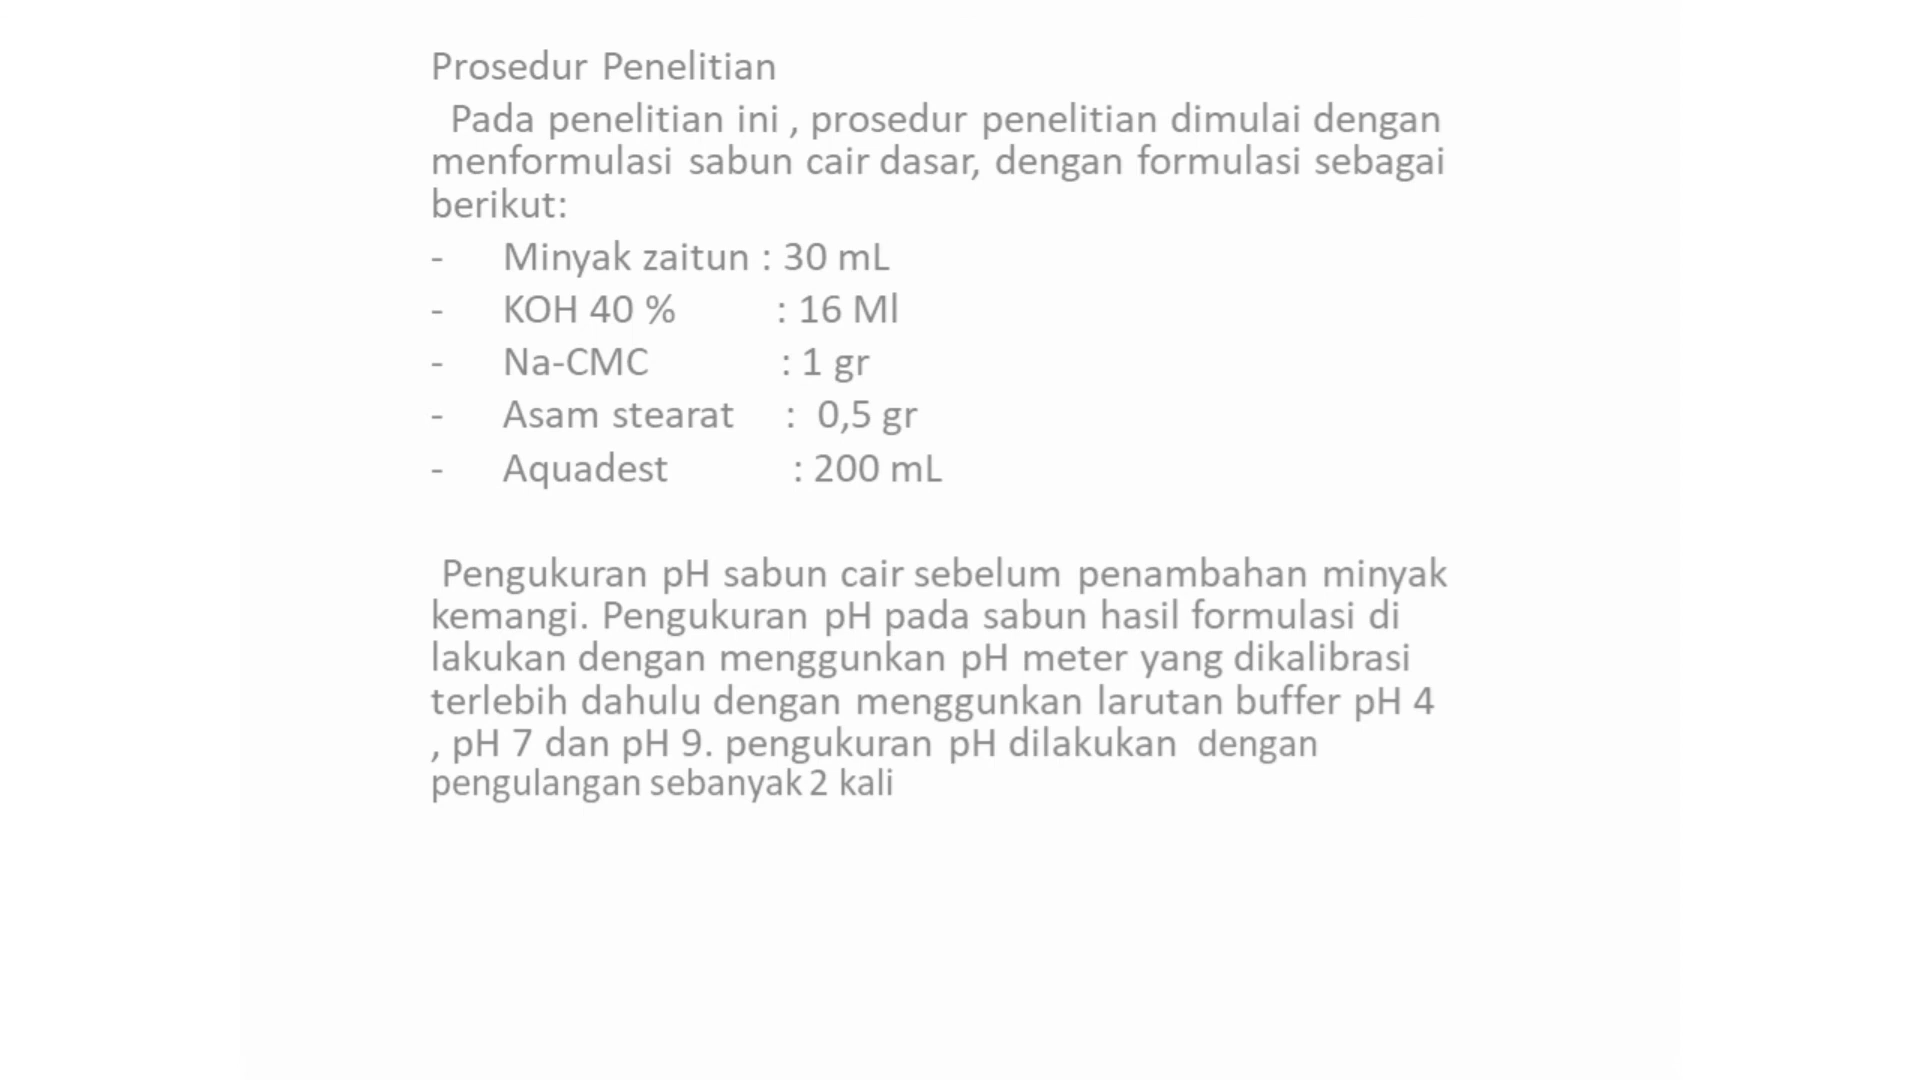 Prosedur Penelitian
Pada penelitian ini , prosedur penelitian dimulai dengan
menformulasi sabun cair dasar, dengan formulasi sebagai
berikut:
- Minyak zaitun : 30 mL
- KOH 40 % : 16 Ml
- Na-CMC : 1 gr
- Asam stearat : 0,5 gr
- Aquadest : 200 mL
Pengukuran pH sabun cair sebelum penambahan minyak
kemangi. Pengukuran pH pada sabun hasil formulasi di
lakukan dengan menggunkan pH meter yang dikalibrasi
terlebih dahulu dengan menggunkan larutan buffer pH 4
, pH 7 dan pH 9. pengukuran pH dilakukan dengan
pengulangan sebanyak 2 kali